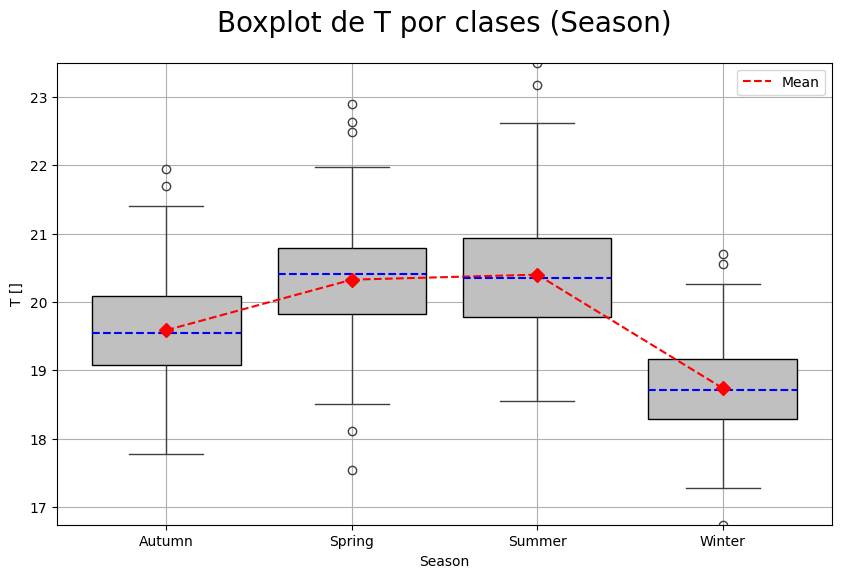 Boxplot de T por clases (Season)
Mean
23
22
21
20
19
18
17
T []
Autumn
Spring
Summer
Winter
Season